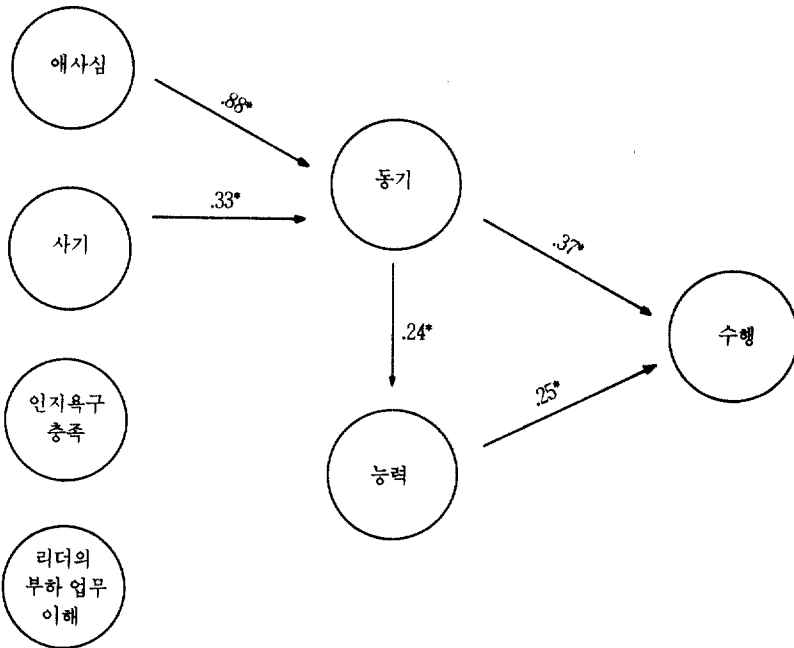 애사심
.88*
동기
사기
.33*
.37*
.24*
수행
인지욕구
충족
.25*
능력
리더의
부하 업무
이해